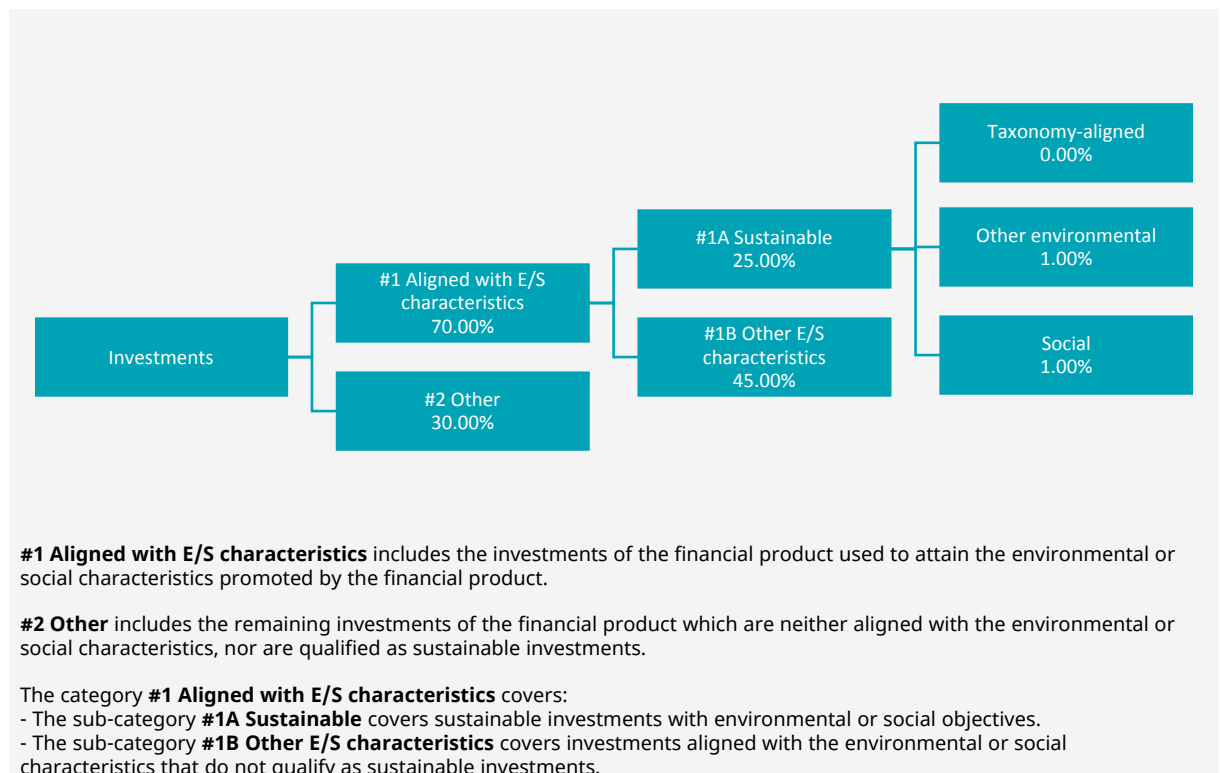 Investments
#1 Aligned with E/S
characteristics
70.00%
#2 Other
30.00%
#1A Sustainable
25.00%
#1B Other E/S
characteristics
45.00%
Taxonomy-aligned
0.00%
Other environmental
1.00%
Social
1.00%
#1 Aligned with E/S characteristics includes the investments of the financial product used to attain the environmental or
social characteristics promoted by the financial product.
#2 Other includes the remaining investments of the financial product which are neither aligned with the environmental or
social characteristics, nor are qualified as sustainable investments.
The category #1 Aligned with E/S characteristics covers:
- The sub-category #1A Sustainable covers sustainable investments with environmental or social objectives.
- The sub-category #1B Other E/S characteristics covers investments aligned with the environmental or social
characteristics that do not qualify as sustainable investments.